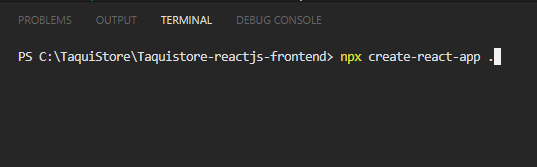 PROBLEMS OUTPUT TERMINAL DEBUG CONSOLE
PS C:\TaquiStore\Taquistore-reactjs-frontend> npx create-react-app .